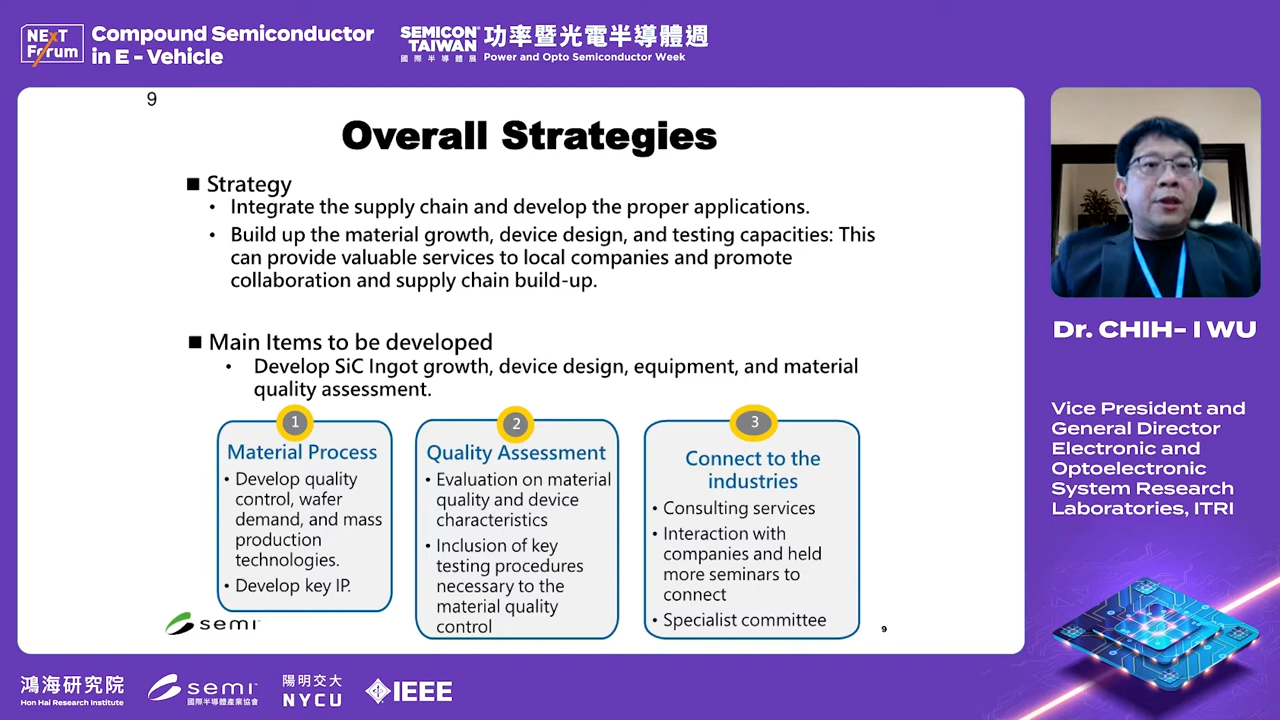 NEXT
Forum
Compound Semiconductor
in E - Vehicle
SEMICON
TAIWAN
國際半導體展
功率暨光電半導體週
Power and Opto Semiconductor Week
9
Overall Strategies
■ Strategy
• Integrate the supply chain and develop the proper applications.
• Build up the material growth, device design, and testing capacities: This
can provide valuable services to local companies and promote
collaboration and supply chain build-up.
■ Main Items to be developed
• Develop SiC Ingot growth, device design, equipment, and material
quality assessment.
1
Material Process
• Develop quality
control, wafer
demand, and mass
production
technologies.
• Develop key IP.
2
Quality Assessment
• Evaluation on material
quality and device
characteristics
• Inclusion of key
testing procedures
necessary to the
material quality
control
3
Connect to the
industries
• Consulting services
• Interaction with
companies and held
more seminars to
connect
• Specialist committee
semi
9
Dr. CHIH- I WU
Vice President and
General Director
Electronic and
Optoelectronic
System Research
Laboratories, ITRI
鴻海研究院
Hon Hai Research Institute
semi
國際半導體產業協會
陽明交大
NYCU
IEEE